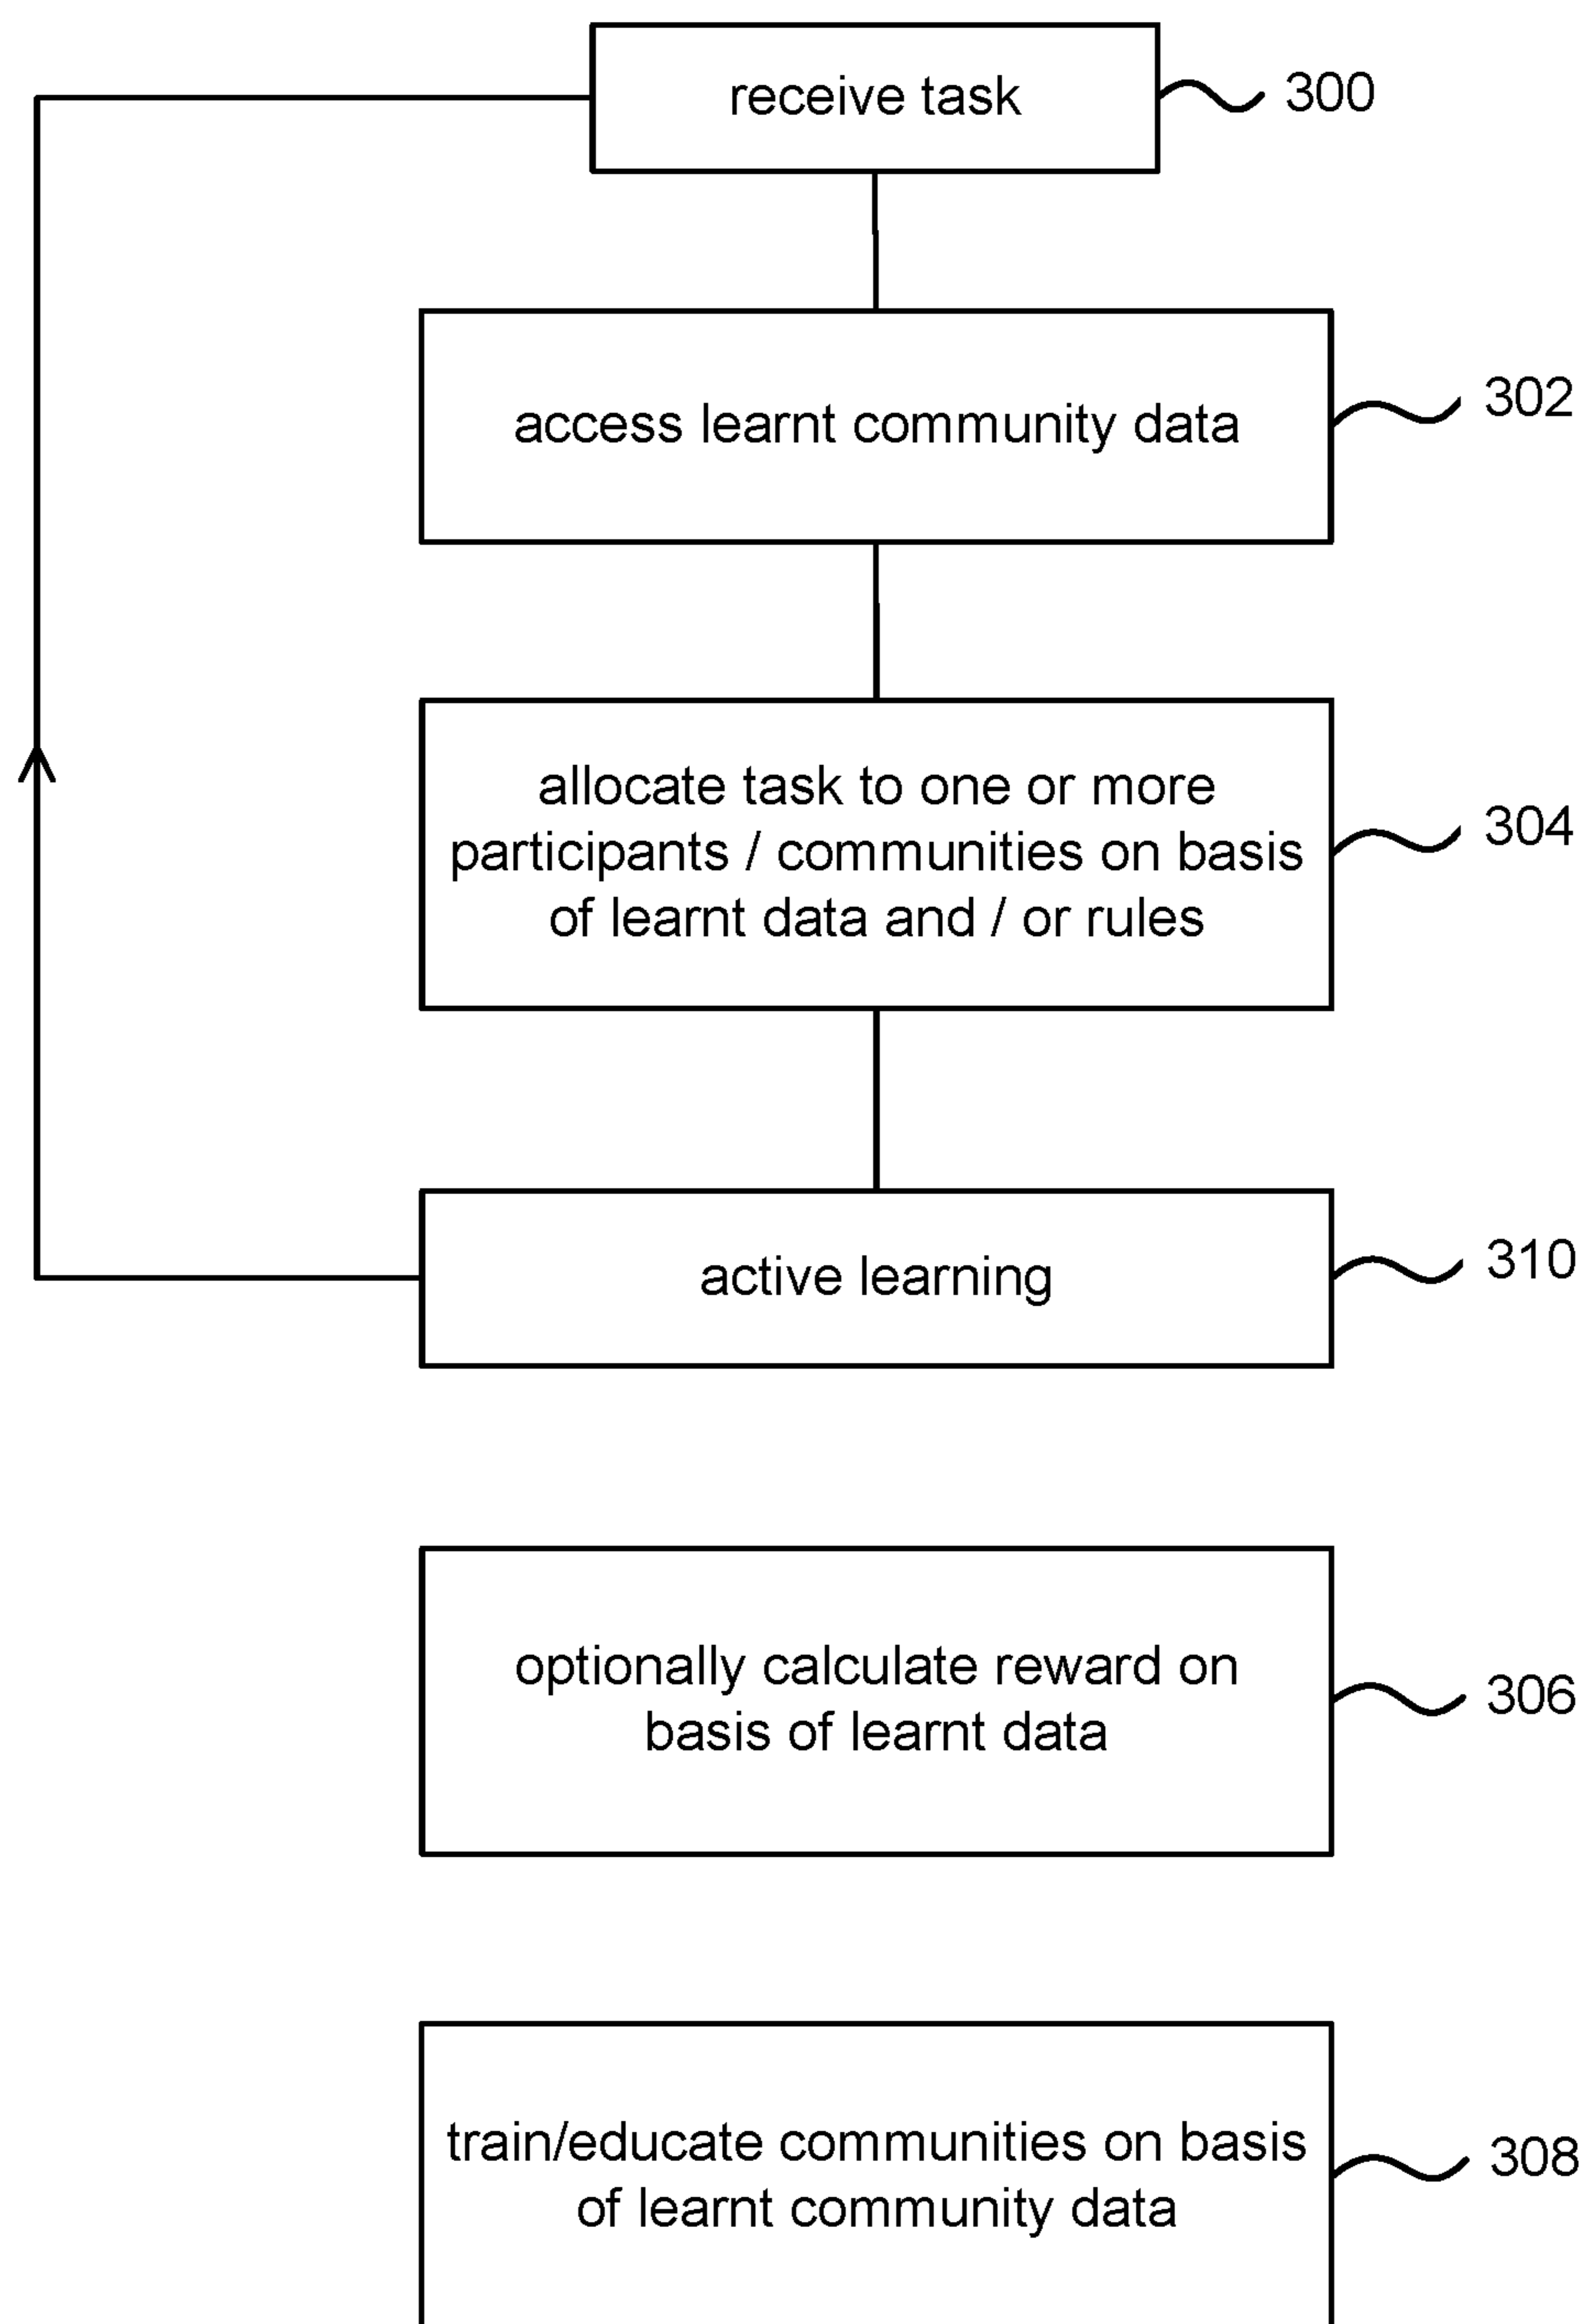 receive task
300
access learnt community data
302
allocate task to one or more
participants / communities on basis
of learnt data and / or rules
304
active learning
310
optionally calculate reward on
basis of learnt data
306
train/educate communities on basis
of learnt community data
308